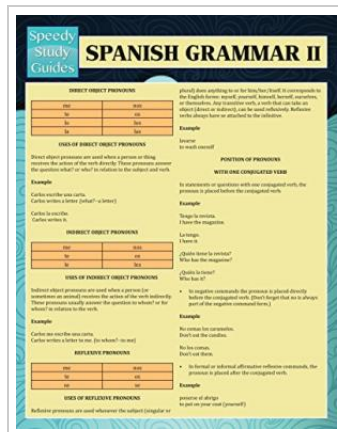 Speedy
Study
Guides
SPANISH GRAMMAR II
DIRECT OBJECT PRONOUNS
me nos
te os
lo los
la las
USES OF DIRECT OBJECT PRONOUNS
Direct object pronouns are used when a person or thing
receives the action of the verb directly. These pronouns answer
the question what? or who? in relation to the subject and verb.
Example
Carlos escribe una carta.
Carlos writes a letter (what?- a letter)
Carlos la escribe.
Carlos writes it.
INDIRECT OBJECT PRONOUNS
me nos
te os
le les
USES OF INDIRECT OBJECT PRONOUNS
Indirect object pronouns are used when a person (or
sometimes an animal) receives the action of the verb indirectly.
These pronouns usually answer the question to whom? or for
whom? in relation to the verb.
Example
Carlos me escribe una carta.
Carlos writes a letter to me. (to whom?- to me)
REFLEXIVE PRONOUNS
me nos
te os
se se
USES OF REFLEXIVE PRONOUNS
Reflexive pronouns are used whenever the subject (singular or
plural) does anything to or for him/her/itself. It corresponds to
the English forms: myself, yourself, himself, herself, ourselves,
or themselves. Any transitive verb, a verb that can take an
object (direct or indirect), can be used reflexively. Reflexive
verbs always have se attached to the infinitive.
Example
lavarse
to wash oneself
POSITION OF PRONOUNS
WITH ONE CONJUGATED VERB
In statements or questions with one conjugated verb, the
pronoun is placed before the conjugated verb.
Example
Tengo la revista.
I have the magazine.
La tengo.
I have it.
¿Quién tiene la revista?
Who has the magazine?
¿Quién la tiene?
Who has it?
• In negative commands the pronoun is placed directly
before the conjugated verb. (Don't forget that no is always
part of the negative command form.)
Example
No comas los caramelos.
Don't eat the candies.
No los comas.
Don't eat them.
• In formal or informal affirmative reflexive commands, the
pronoun is placed after the conjugated verb.
Example
ponerse el abrigo
to put on your coat (yourself)